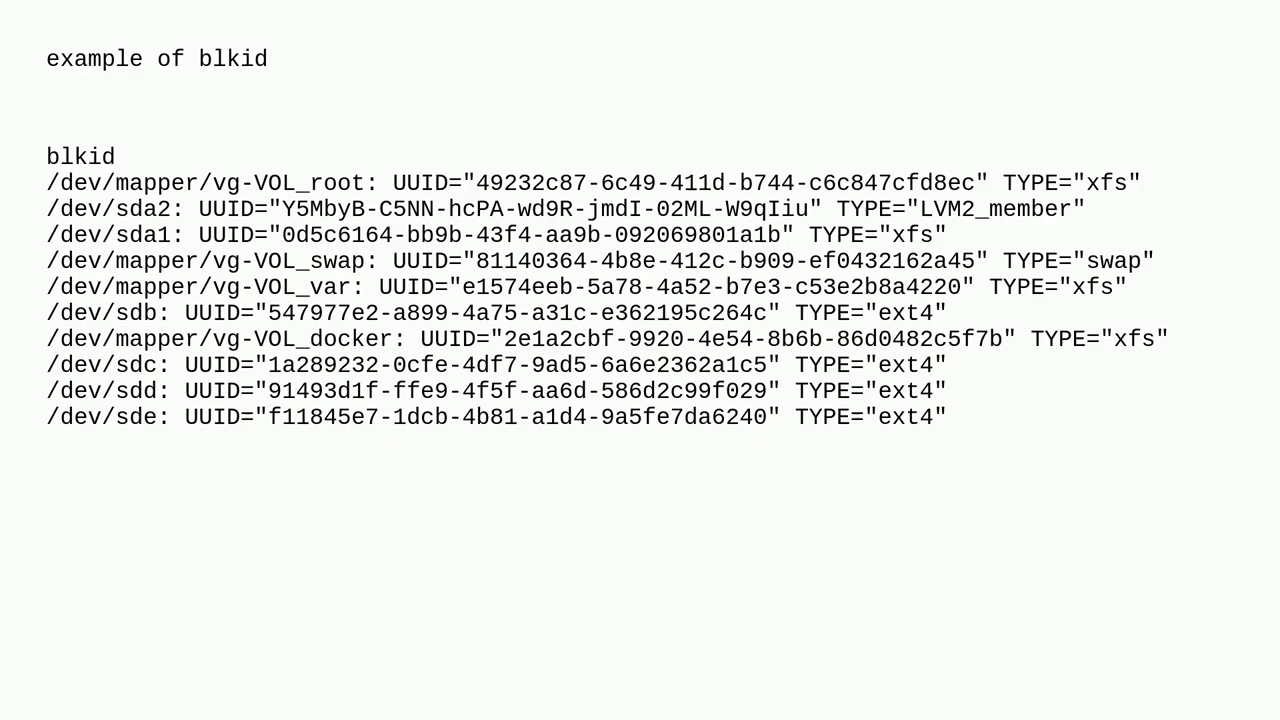 example of blkid
blkid
/dev/mapper/vg-VOL_root: UUID="49232c87-6c49-411d-b744-c6c847cfd8ec" TYPE="xfs"
/dev/sda2: UUID="Y5MbyB-C5NN-hcPA-wd9R-jmdI-02ML-W9qIiu" TYPE="LVM2_member"
/dev/sda1: UUID="0d5c6164-bb9b-43f4-aa9b-092069801a1b" TYPE="xfs"
/dev/mapper/vg-VOL_swap: UUID="81140364-4b8e-412c-b909-ef0432162a45" TYPE="swap"
/dev/mapper/vg-VOL_var: UUID="e1574eeb-5a78-4a52-b7e3-c53e2b8a4220" TYPE="xfs"
/dev/sdb: UUID="547977e2-a899-4a75-a31c-e362195c264c" TYPE="ext4"
/dev/mapper/vg-VOL_docker: UUID="2e1a2cbf-9920-4e54-8b6b-86d0482c5f7b" TYPE="xfs"
/dev/sdc: UUID="1a289232-0cfe-4df7-9ad5-6a6e2362a1c5" TYPE="ext4"
/dev/sdd: UUID="91493d1f-ffe9-4f5f-aa6d-586d2c99f029" TYPE="ext4"
/dev/sde: UUID="f11845e7-1dcb-4b81-a1d4-9a5fe7da6240" TYPE="ext4"